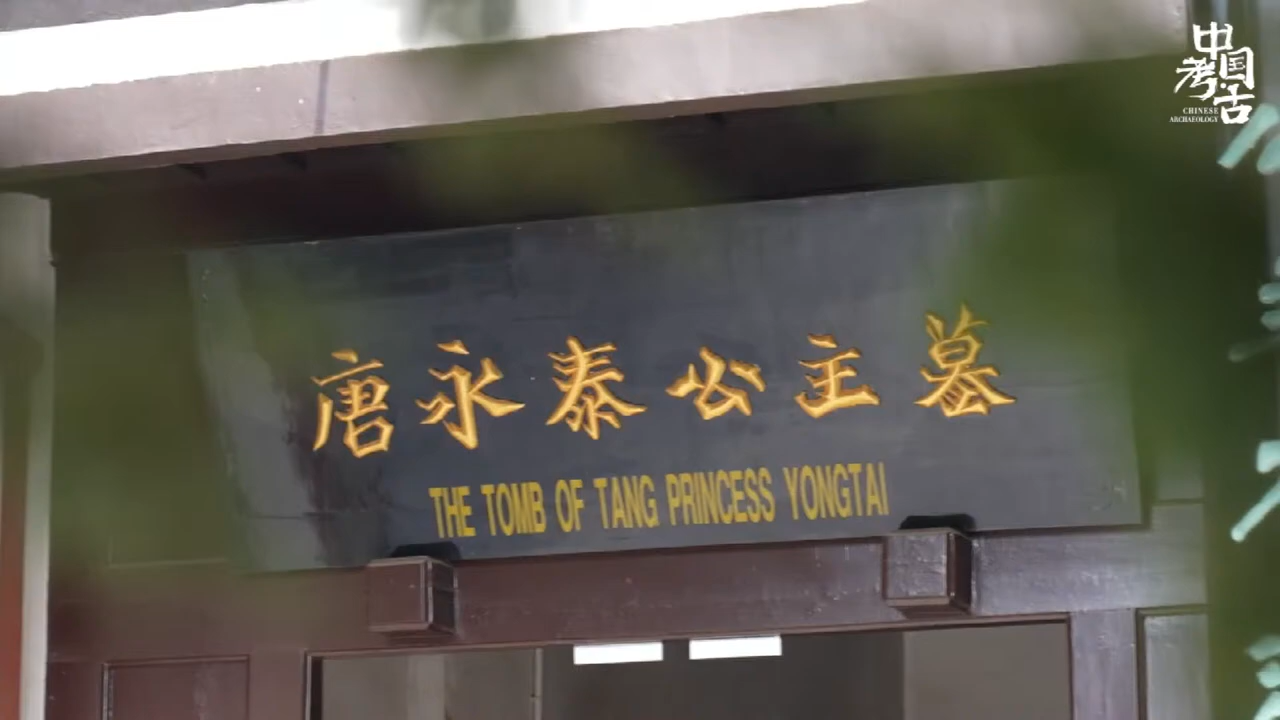 唐永泰公主墓
THE TOMB OF TANG PRINCESS YONGTAI
中国考古
CHINESE
ARCHAEOLOGY